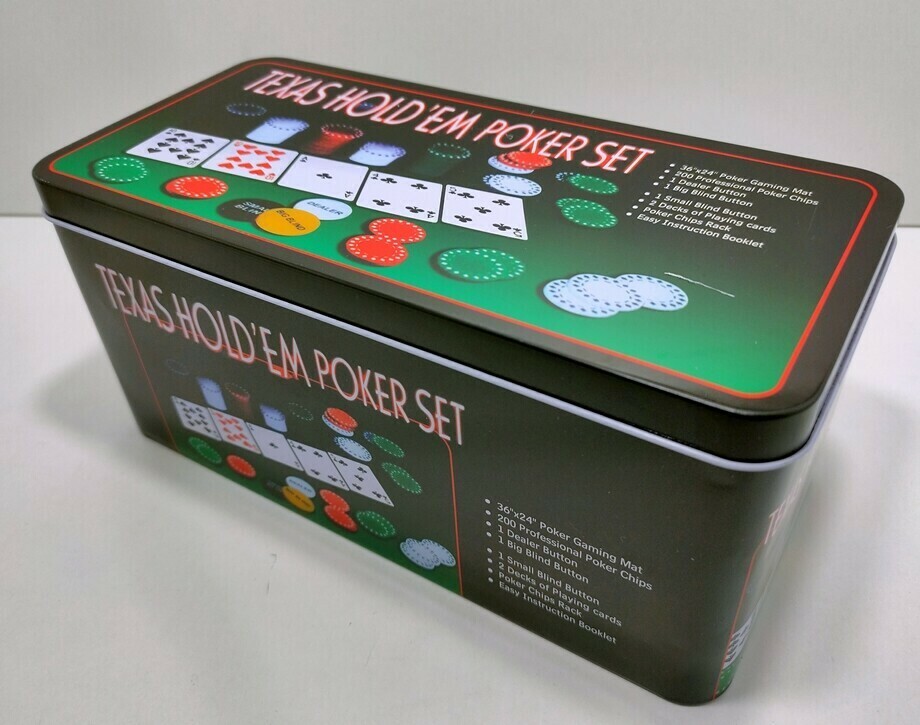 TEXAS HOLD'EM POKER SET
• 36"x24" Poker Gaming Mat
• 200 Professional Poker Chips
• 1 Dealer Button
• 1 Big Blind Button
• 1 Small Blind Button
• 2 Decks of Playing cards
• Poker Chips Rack
• Easy Instruction Booklet
SMALL
BLIND
BIG BLIND
DEALER
TEXAS HOLD'EM POKER SET
• 36"x24" Poker Gaming Mat
• 200 Professional Poker Chips
• 1 Dealer Button
• 1 Big Blind Button
• 1 Small Blind Button
• 2 Decks of Playing cards
• Poker Chips Rack
• Easy Instruction Booklet